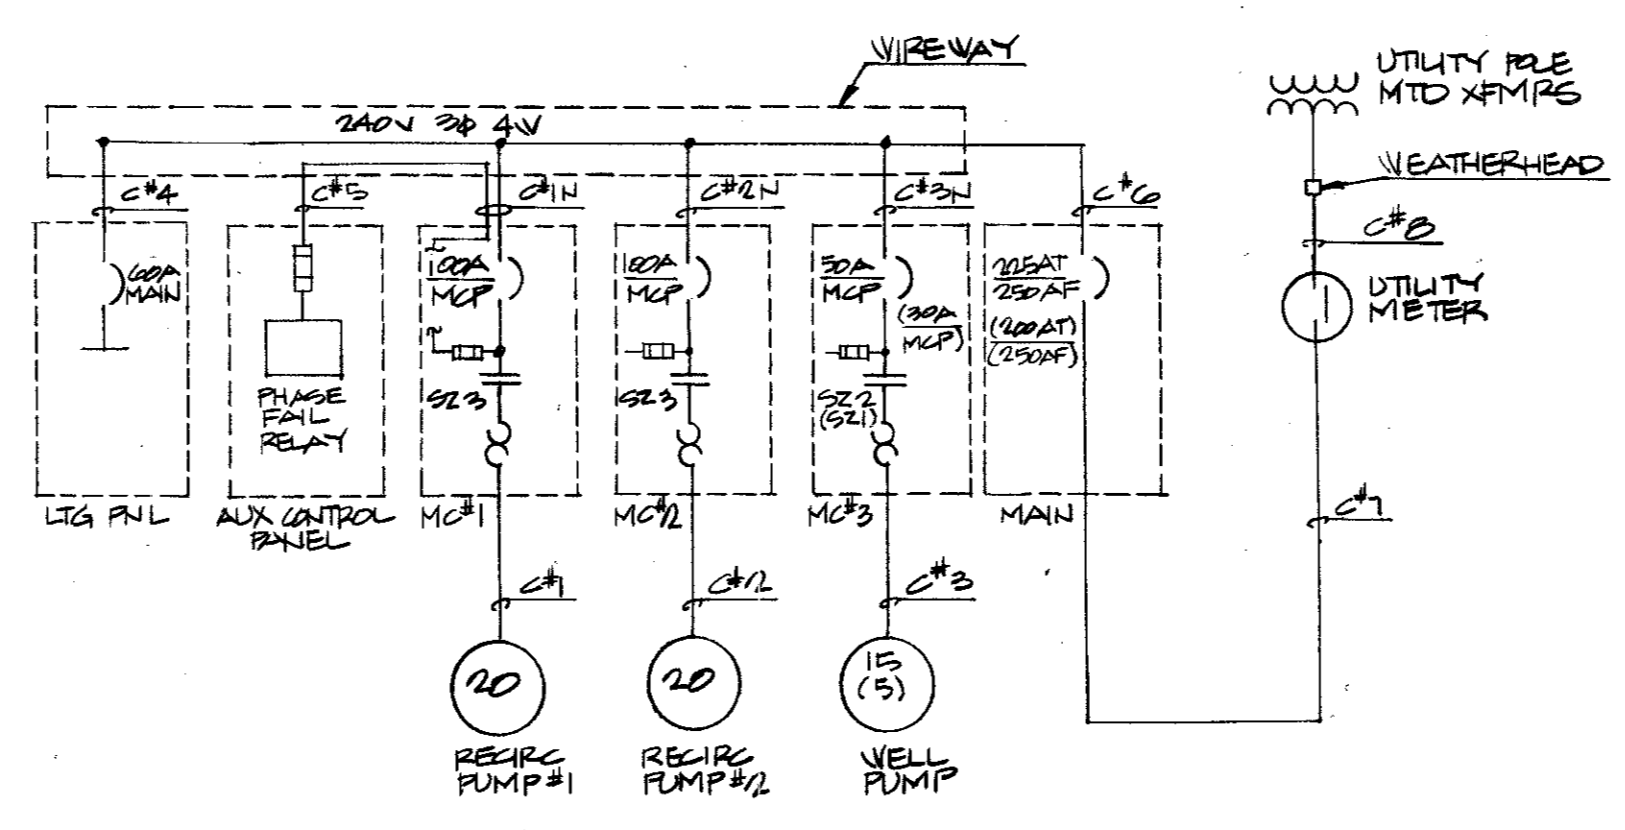 WIREWAY
UTILITY POLE
MTD XFMRS
240V 3Φ 4W
WEATHERHEAD
C#4
C#5
C#1N
C#2N
C#3N
C#6
C#8
60A
MAIN
100A
MCP
100A
MCP
50A
MCP
(30A
MCP)
225AT
250AF
(200AT)
(250AF)
UTILITY
METER
PHASE
FAIL
RELAY
SZ3
SZ3
SZ2
(SZ1)
LTG PNL
AUX CONTROL
PANEL
MC#1
MC#2
MC#3
MAIN
C#7
C#1
C#2
C#3
20
20
15
(5)
RECIRC
PUMP#1
RECIRC
PUMP#2
WELL
PUMP